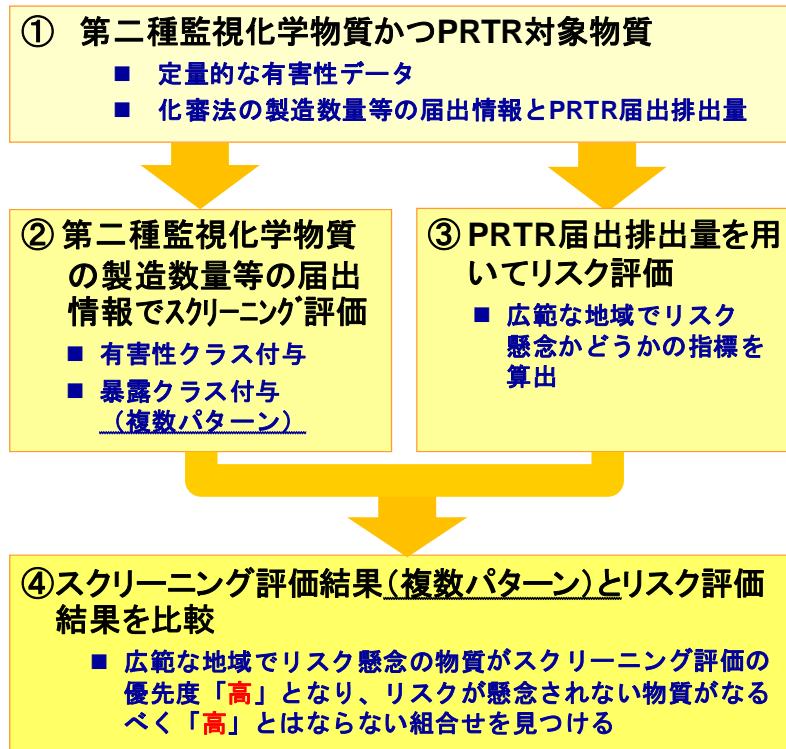 ① 第二種監視化学物質かつPRTR対象物質
■ 定量的な有害性データ
■ 化審法の製造数量等の届出情報とPRTR届出排出量
② 第二種監視化学物質
の製造数量等の届出
情報でスクリーニング評価
■ 有害性クラス付与
■ 暴露クラス付与
（複数パターン）
③ PRTR届出排出量を用
いてリスク評価
■ 広範な地域でリスク
懸念かどうかの指標を
算出
④スクリーニング評価結果（複数パターン）とリスク評価
結果を比較
■ 広範な地域でリスク懸念の物質がスクリーニング評価の
優先度「高」となり、リスクが懸念されない物質がなる
べく「高」とはならない組合せを見つける